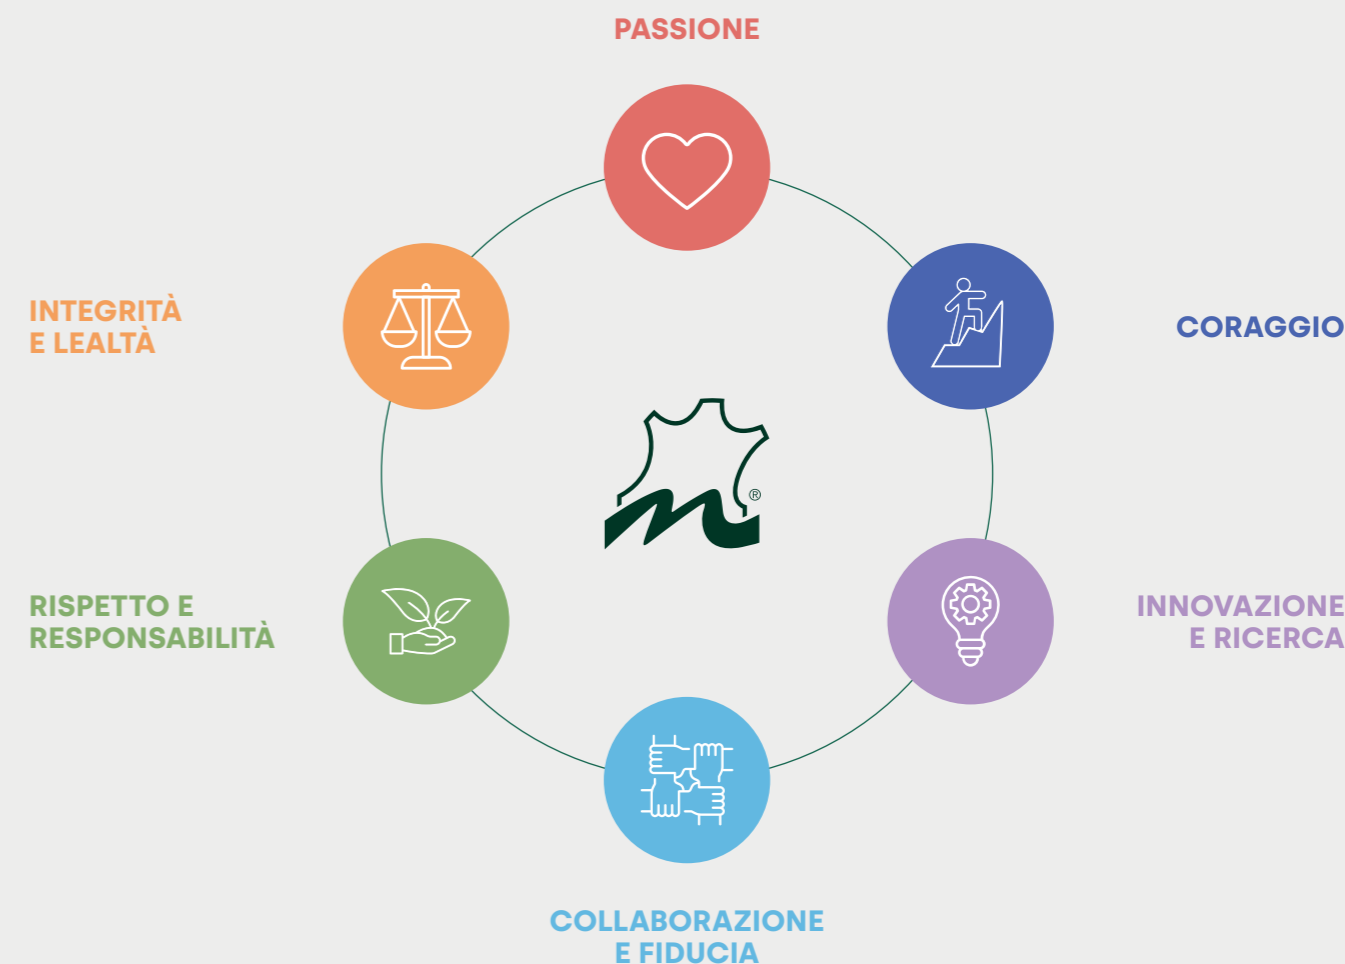 PASSIONE
INTEGRITÀ
E LEALTÀ
CORAGGIO
®
RISPETTO E
RESPONSABILITÀ
INNOVAZIONE
E RICERCA
COLLABORAZIONE
E FIDUCIA